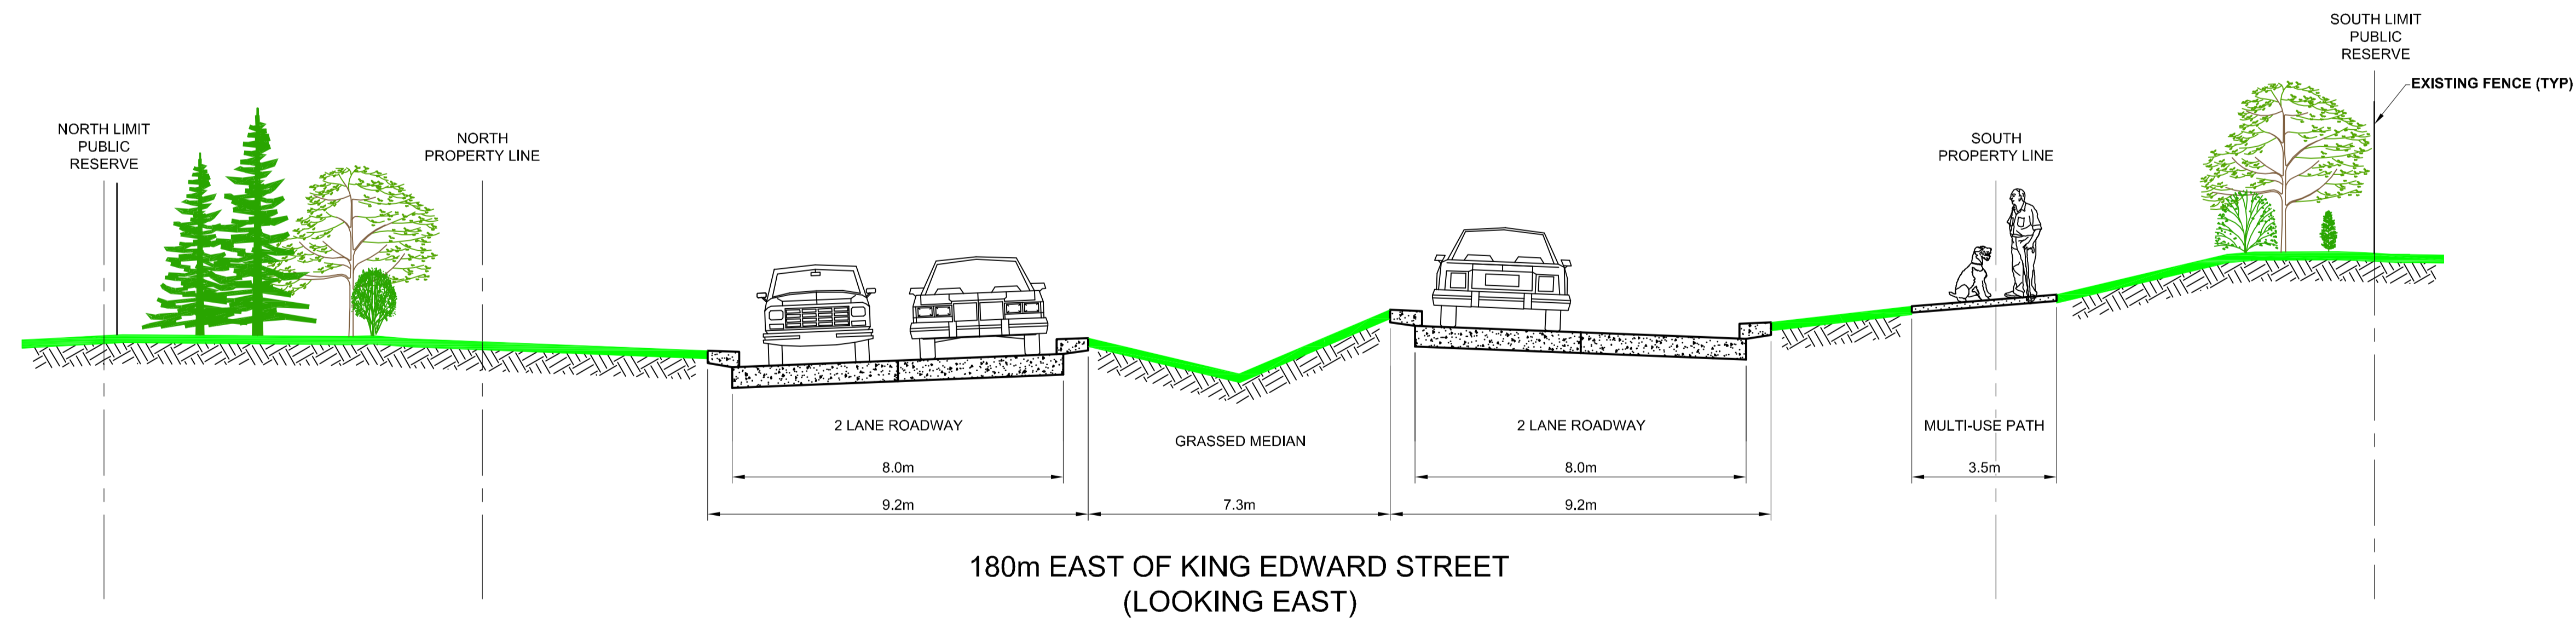 SOUTH LIMIT
PUBLIC
RESERVE
EXISTING FENCE (TYP)
NORTH LIMIT
PUBLIC
RESERVE
NORTH
PROPERTY LINE
SOUTH
PROPERTY LINE
2 LANE ROADWAY
GRASSED MEDIAN
2 LANE ROADWAY
MULTI-USE PATH
8.0m
8.0m
3.5m
9.2m
7.3m
9.2m
180m EAST OF KING EDWARD STREET
(LOOKING EAST)